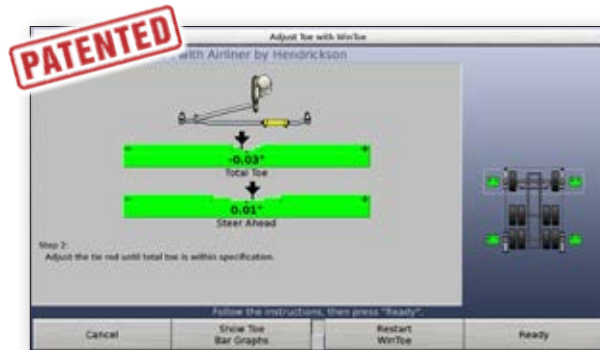 PATENTED
Adjust Toe with WinToe
with Airliner by Hendrickson
-0.03°
Total Toe
0.01°
Steer Ahead
Step 2:
Adjust the tie rod until total toe is within specification.
Follow the instructions, then press "Ready".
Cancel
Show Toe
Bar Graphs
Restart
WinToe
Ready